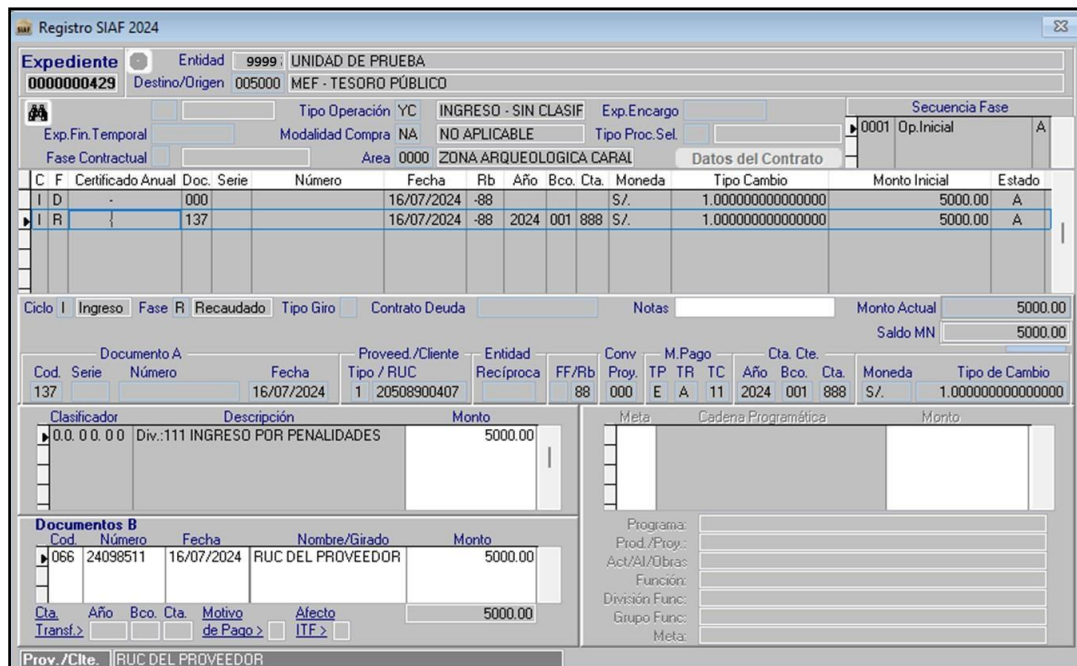 SIAF Registro SIAF 2024
Expediente Entidad 9999 UNIDAD DE PRUEBA
0000000429 Destino/Origen 005000 MEF - TESORO PÚBLICO
Tipo Operación YC INGRESO - SIN CLASIF Exp.Encargo Secuencia Fase
Exp.Fin.Temporal Modalidad Compra NA NO APLICABLE Tipo Proc.Sel. 0001 Op.Inicial A
Fase Contractual Area 0000 ZONA ARQUEOLOGICA CARAL Datos del Contrato
C F Certificado Anual Doc. Serie Número Fecha Rb Año Bco. Cta. Moneda Tipo Cambio Monto Inicial Estado
I D - 000 16/07/2024 -88 S/. 1.000000000000000 5000.00 A
I R { 137 16/07/2024 -88 2024 001 888 S/. 1.000000000000000 5000.00 A
Ciclo I Ingreso Fase R Recaudado Tipo Giro Contrato Deuda Notas Monto Actual 5000.00
Saldo MN 5000.00
Documento A Proveed./Cliente Entidad Conv M.Pago Cta. Cte.
Cod. Serie Número Fecha Tipo / RUC Recíproca FF/Rb Proy. TP TR TC Año Bco. Cta. Moneda Tipo de Cambio
137 16/07/2024 1 20508900407 88 000 E A 11 2024 001 888 S/. 1.000000000000000
Clasificador Descripción Monto Meta Cadena Programática Monto
0.0. 0 0. 0 0 Div.:111 INGRESO POR PENALIDADES 5000.00
Documentos B
Cod. Número Fecha Nombre/Girado Monto
066 24098511 16/07/2024 RUC DEL PROVEEDOR 5000.00
Cta. Año Bco. Cta. Motivo Afecto 5000.00
Transf.> de Pago > ITF >
Programa:
Prod./Proy.:
Act/AI/Obras
Función:
División Func:
Grupo Func:
Meta:
Prov./Clte. RUC DEL PROVEEDOR